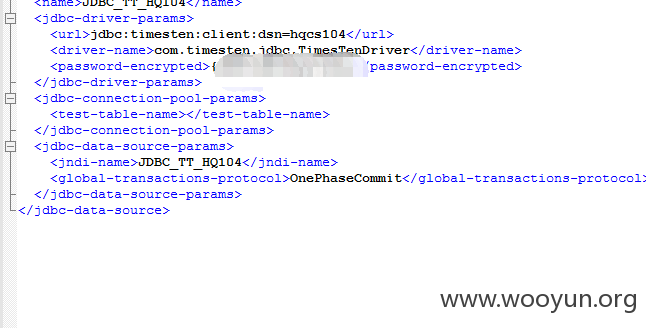 <name>JDBC_TT_HQ104</name>
<jdbc-driver-params>
<url>jdbc:timesten:client:dsn=hqcs104</url>
<driver-name>com.timesten.jdbc.TimesTenDriver</driver-name>
<password-encrypted>{ /password-encrypted>
</jdbc-driver-params>
<jdbc-connection-pool-params>
<test-table-name></test-table-name>
</jdbc-connection-pool-params>
<jdbc-data-source-params>
<jndi-name>JDBC_TT_HQ104</jndi-name>
<global-transactions-protocol>OnePhaseCommit</global-transactions-protocol>
</jdbc-data-source-params>
</jdbc-data-source>
www.wooyun.org